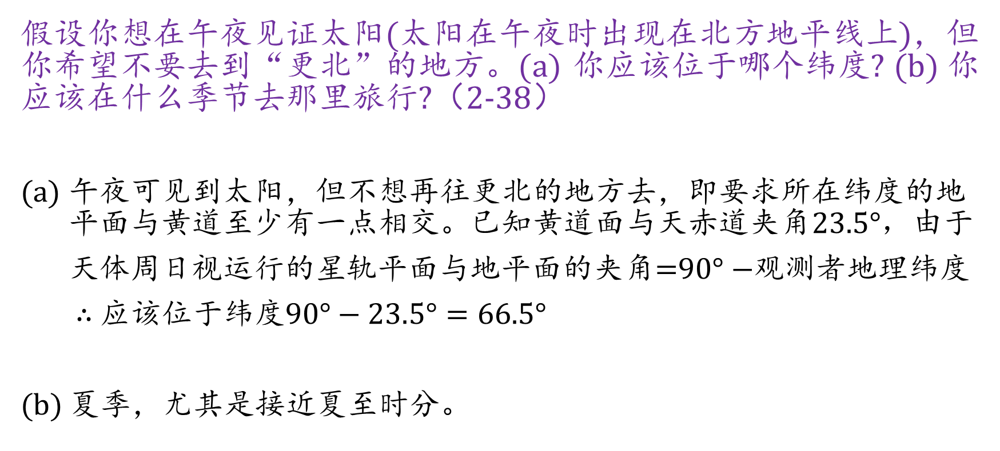 假设你想在午夜见证太阳(太阳在午夜时出现在北方地平线上)，但
你希望不要去到“更北”的地方。(a) 你应该位于哪个纬度? (b) 你
应该在什么季节去那里旅行?（2-38）
(a) 午夜可见到太阳，但不想再往更北的地方去，即要求所在纬度的地
平面与黄道至少有一点相交。已知黄道面与天赤道夹角23.5°，由于
天体周日视运行的星轨平面与地平面的夹角=90° −观测者地理纬度
∴ 应该位于纬度90° − 23.5° = 66.5°
(b) 夏季，尤其是接近夏至时分。